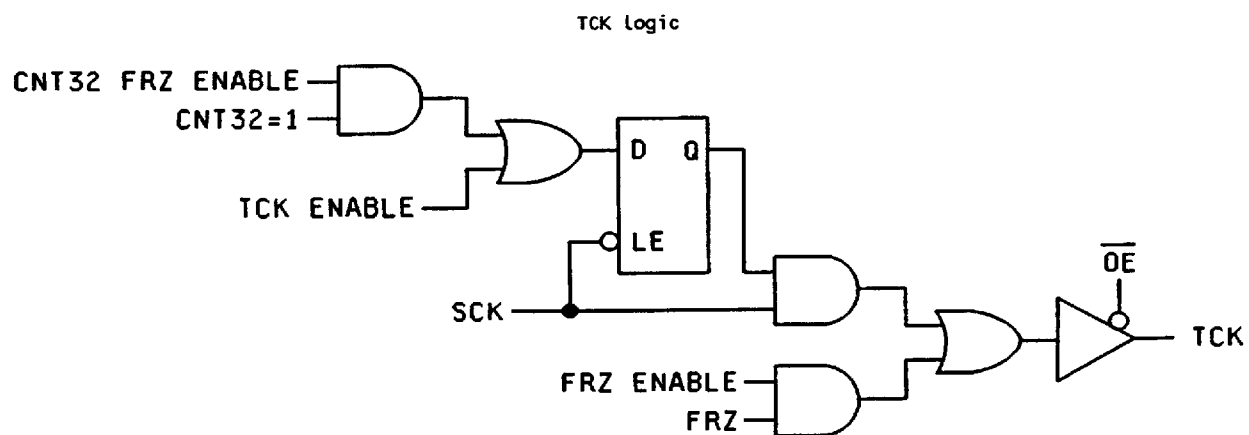 TCK logic
CNT32 FRZ ENABLE
CNT32=1
D Q
TCK ENABLE
LE
OE
SCK
TCK
FRZ ENABLE
FRZ